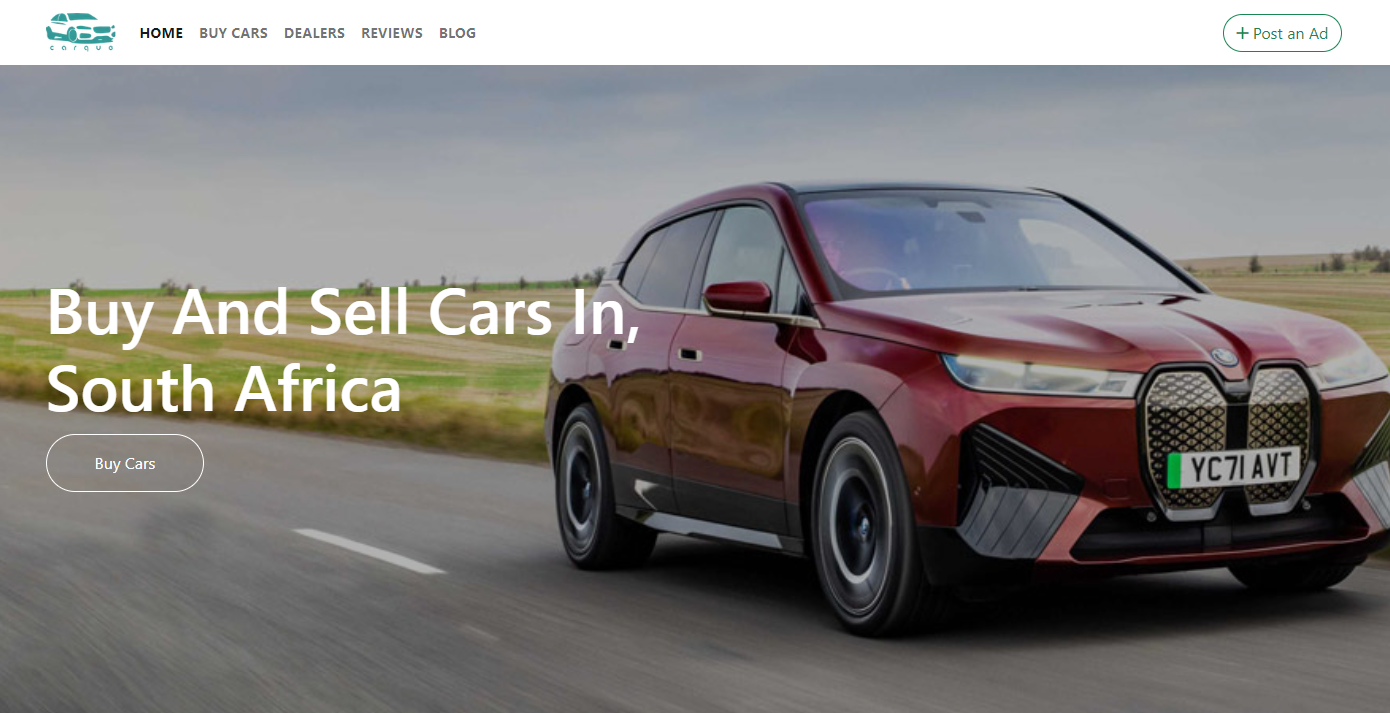 carqua
HOME BUY CARS DEALERS REVIEWS BLOG
+ Post an Ad
Buy And Sell Cars In,
South Africa
Buy Cars
YC71 AVT